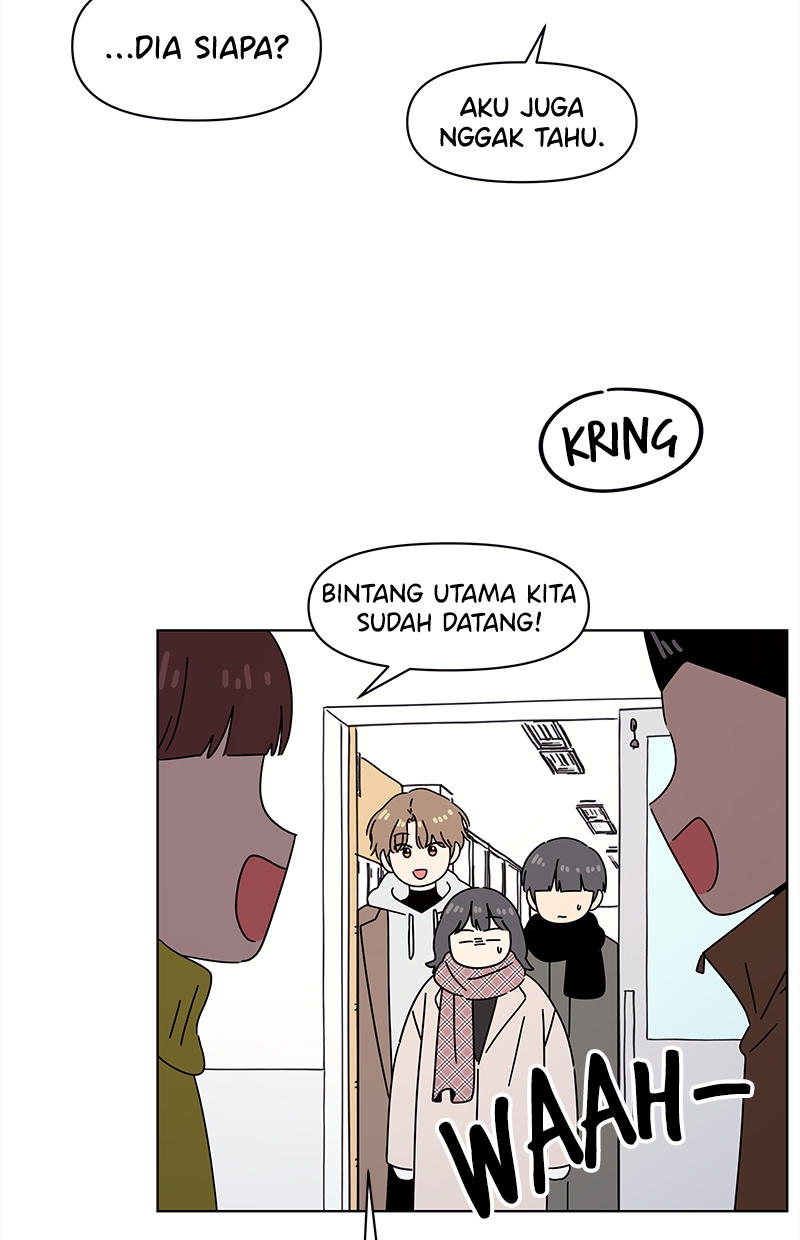 ...DIA SIAPA?
AKU JUGA
NGGAK TAHU.
KRING
BINTANG UTAMA KITA
SUDAH DATANG!
WAAH-